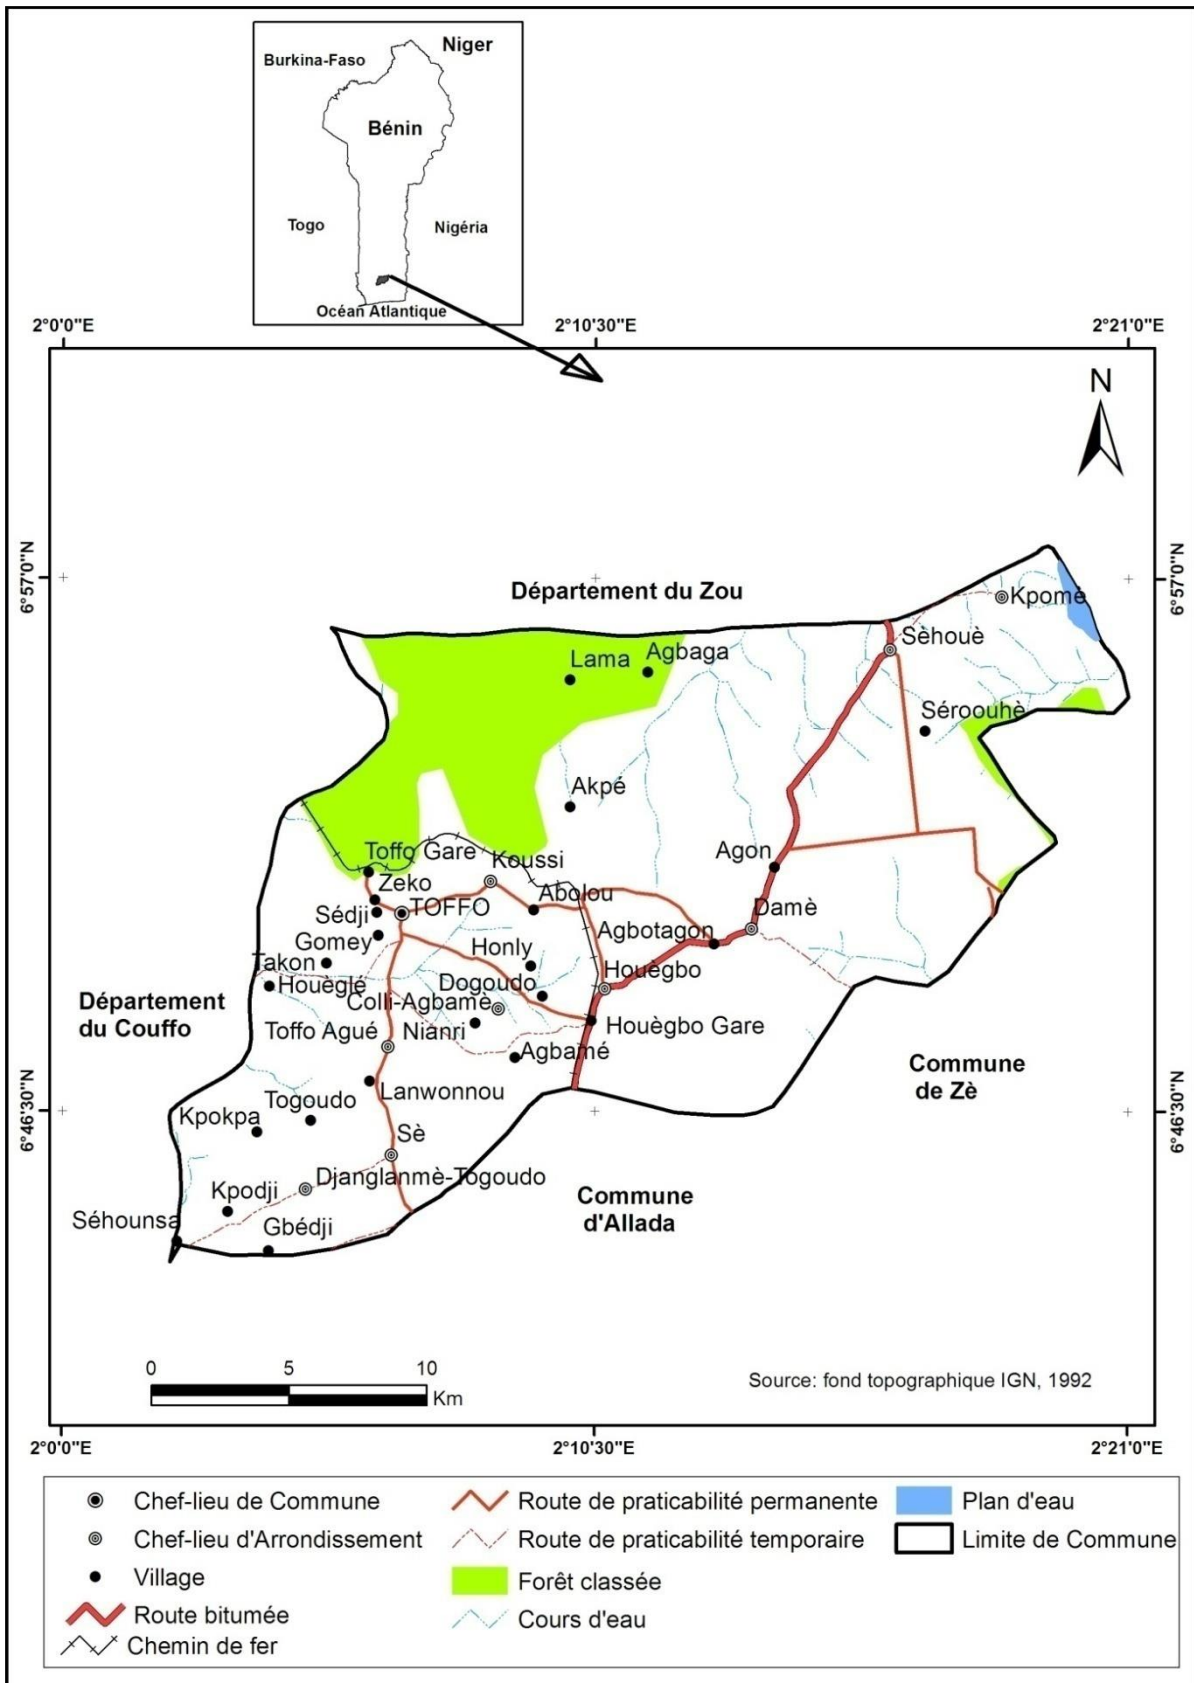 Niger
Burkina-Faso
Bénin
Togo
Nigéria
Océan Atlantique
2°0'0"E
2°10'30"E
2°21'0"E
N
6°57'0"N
6°57'0"N
Département du Zou
Kpomè
Sèhouè
Lama
Agbaga
Séroouhè
Akpé
Toffo Gare
Koussi
Agon
Zeko
Abolou
Sédji
TOFFO
Damè
Gomey
Honly
Agbotagon
Takon
Houègbo
Houèglé
Dogoudo
Colli-Agbamè
Département
du Couffo
Toffo Agué
Nianri
Houègbo Gare
Agbamé
Commune
de Zè
Lanwonnou
Togoudo
6°46'30"N
6°46'30"N
Kpokpa
Sè
Djanglanmè-Togoudo
Kpodji
Commune
d'Allada
Séhounsa
Gbédji
0 5 10
Km
Source: fond topographique IGN, 1992
2°0'0"E
2°10'30"E
2°21'0"E
Chef-lieu de Commune
Chef-lieu d'Arrondissement
Village
Route bitumée
Chemin de fer
Route de praticabilité permanente
Route de praticabilité temporaire
Forêt classée
Cours d'eau
Plan d'eau
Limite de Commune